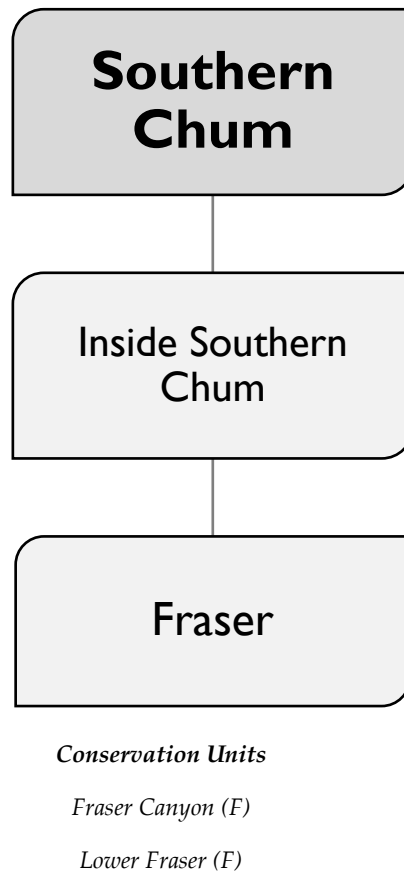 Southern
Chum
Inside Southern
Chum
Fraser
Conservation Units
Fraser Canyon (F)
Lower Fraser (F)